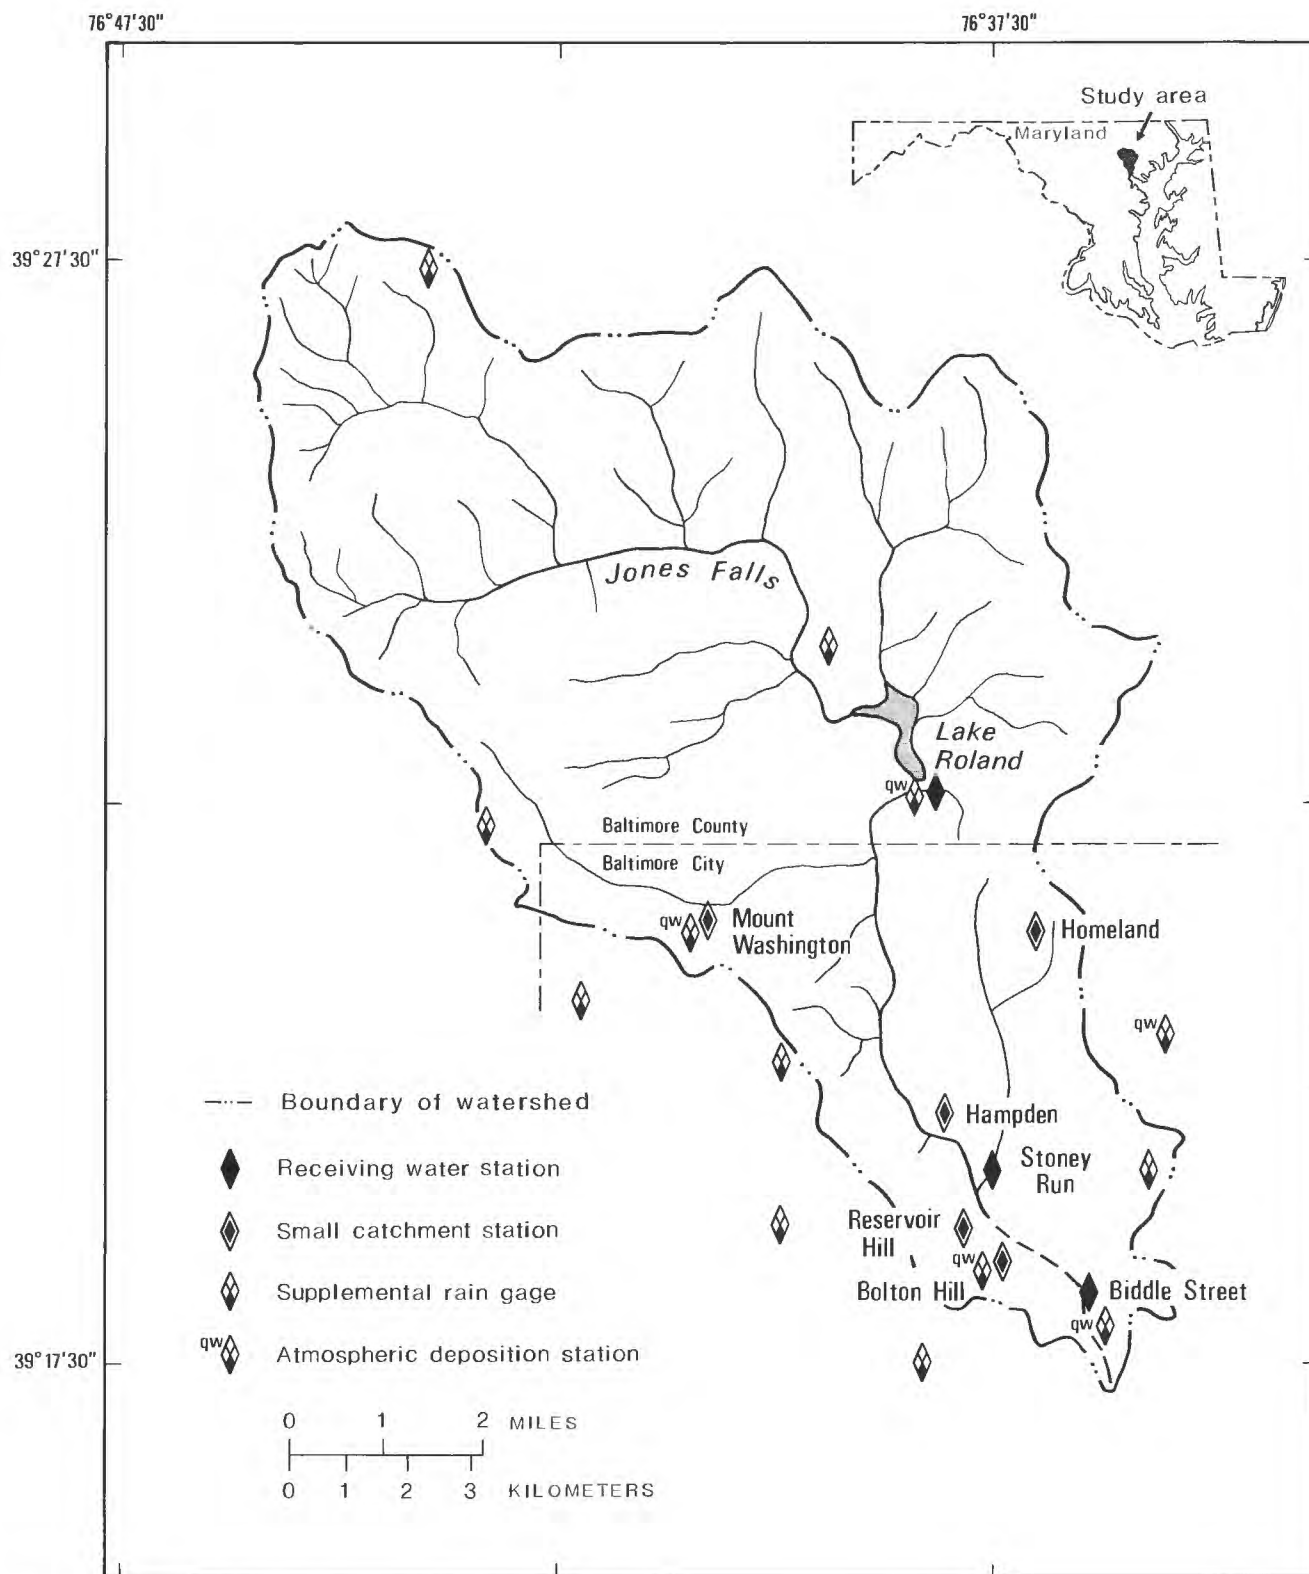 76°47'30"
76°37'30"
Study area
Maryland
39°27'30"
Jones Falls
Lake
Roland
qw
Baltimore County
Baltimore City
qw
Mount
Washington
Homeland
qw
Boundary of watershed
Hampden
Receiving water station
Stoney
Run
Small catchment station
Reservoir
Hill
qw
Supplemental rain gage
Bolton Hill
Biddle Street
qw
39°17'30"
qw
Atmospheric deposition station
0 1 2 MILES
0 1 2 3 KILOMETERS